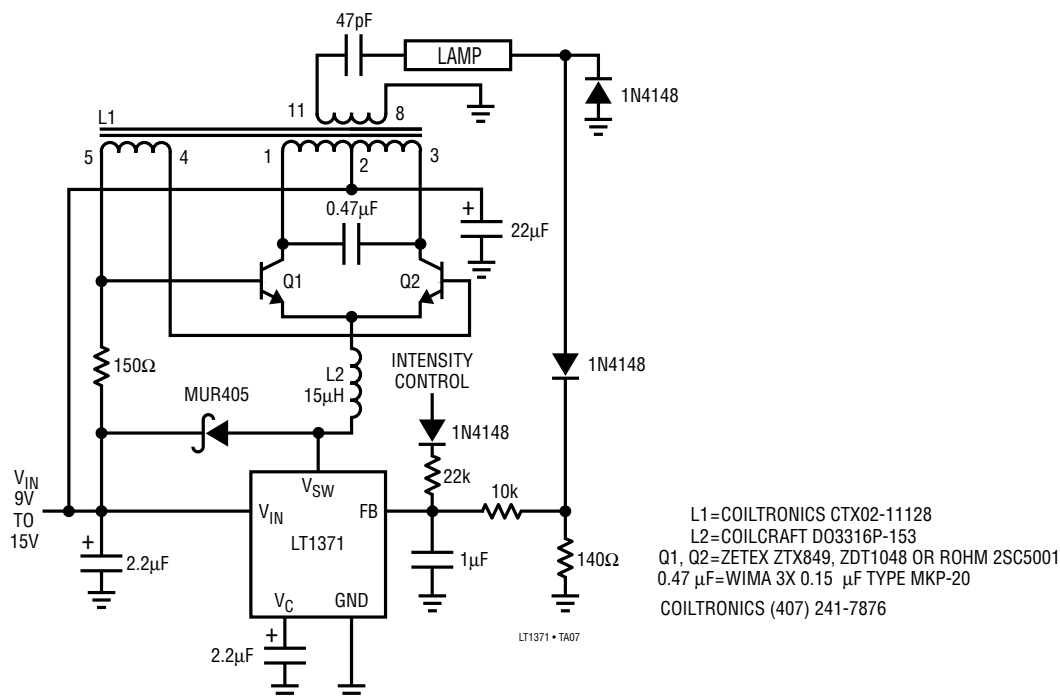 47pF
LAMP
11
8
1N4148
L1
5
4
1
2
3
0.47µF
+
22µF
Q1
Q2
150Ω
L2
15µH
INTENSITY
CONTROL
MUR405
1N4148
1N4148
22k
10k
VIN
9V
TO
15V
VSW
VIN
FB
LT1371
VC
GND
+
2.2µF
1µF
140Ω
+
2.2µF
L1=COILTRONICS CTX02-11128
L2=COILCRAFT DO3316P-153
Q1, Q2=ZETEX ZTX849, ZDT1048 OR ROHM 2SC5001
0.47 µF=WIMA 3X 0.15 µF TYPE MKP-20
COILTRONICS (407) 241-7876
LT1371 • TA07